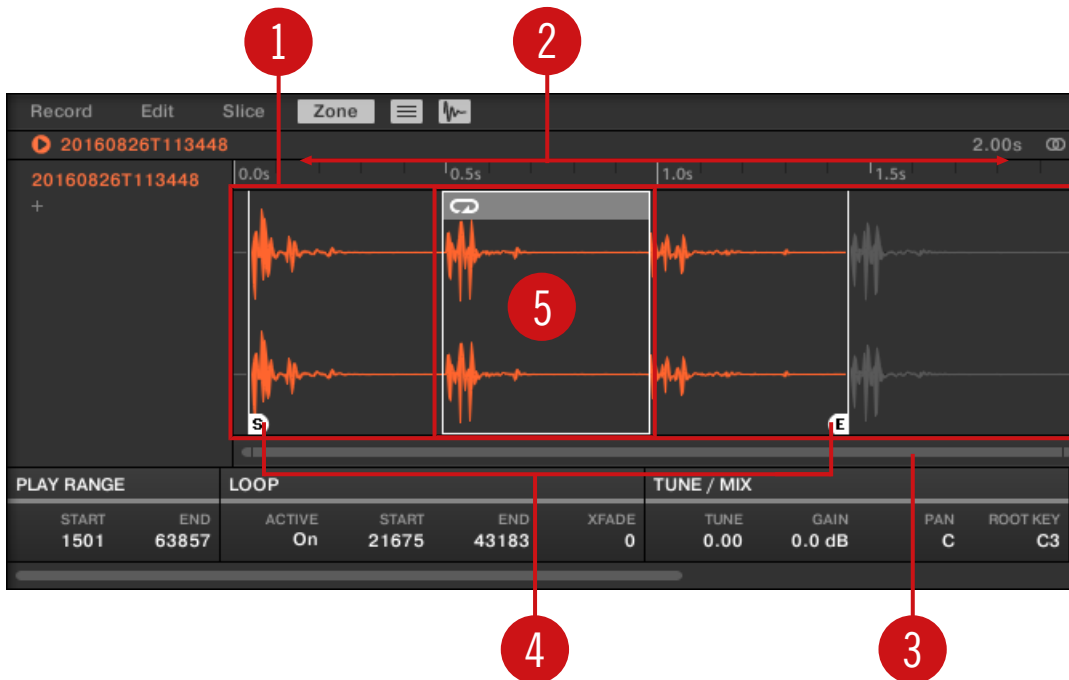 1 2
Record Edit Slice Zone
20160826T113448 2.00s
20160826T113448 0.0s 0.5s 1.0s 1.5s
+
5
S E
PLAY RANGE LOOP TUNE / MIX
START END ACTIVE START END XFADE TUNE GAIN PAN ROOT KEY
1501 63857 On 21675 43183 0 0.00 0.0 dB C C3
4 3